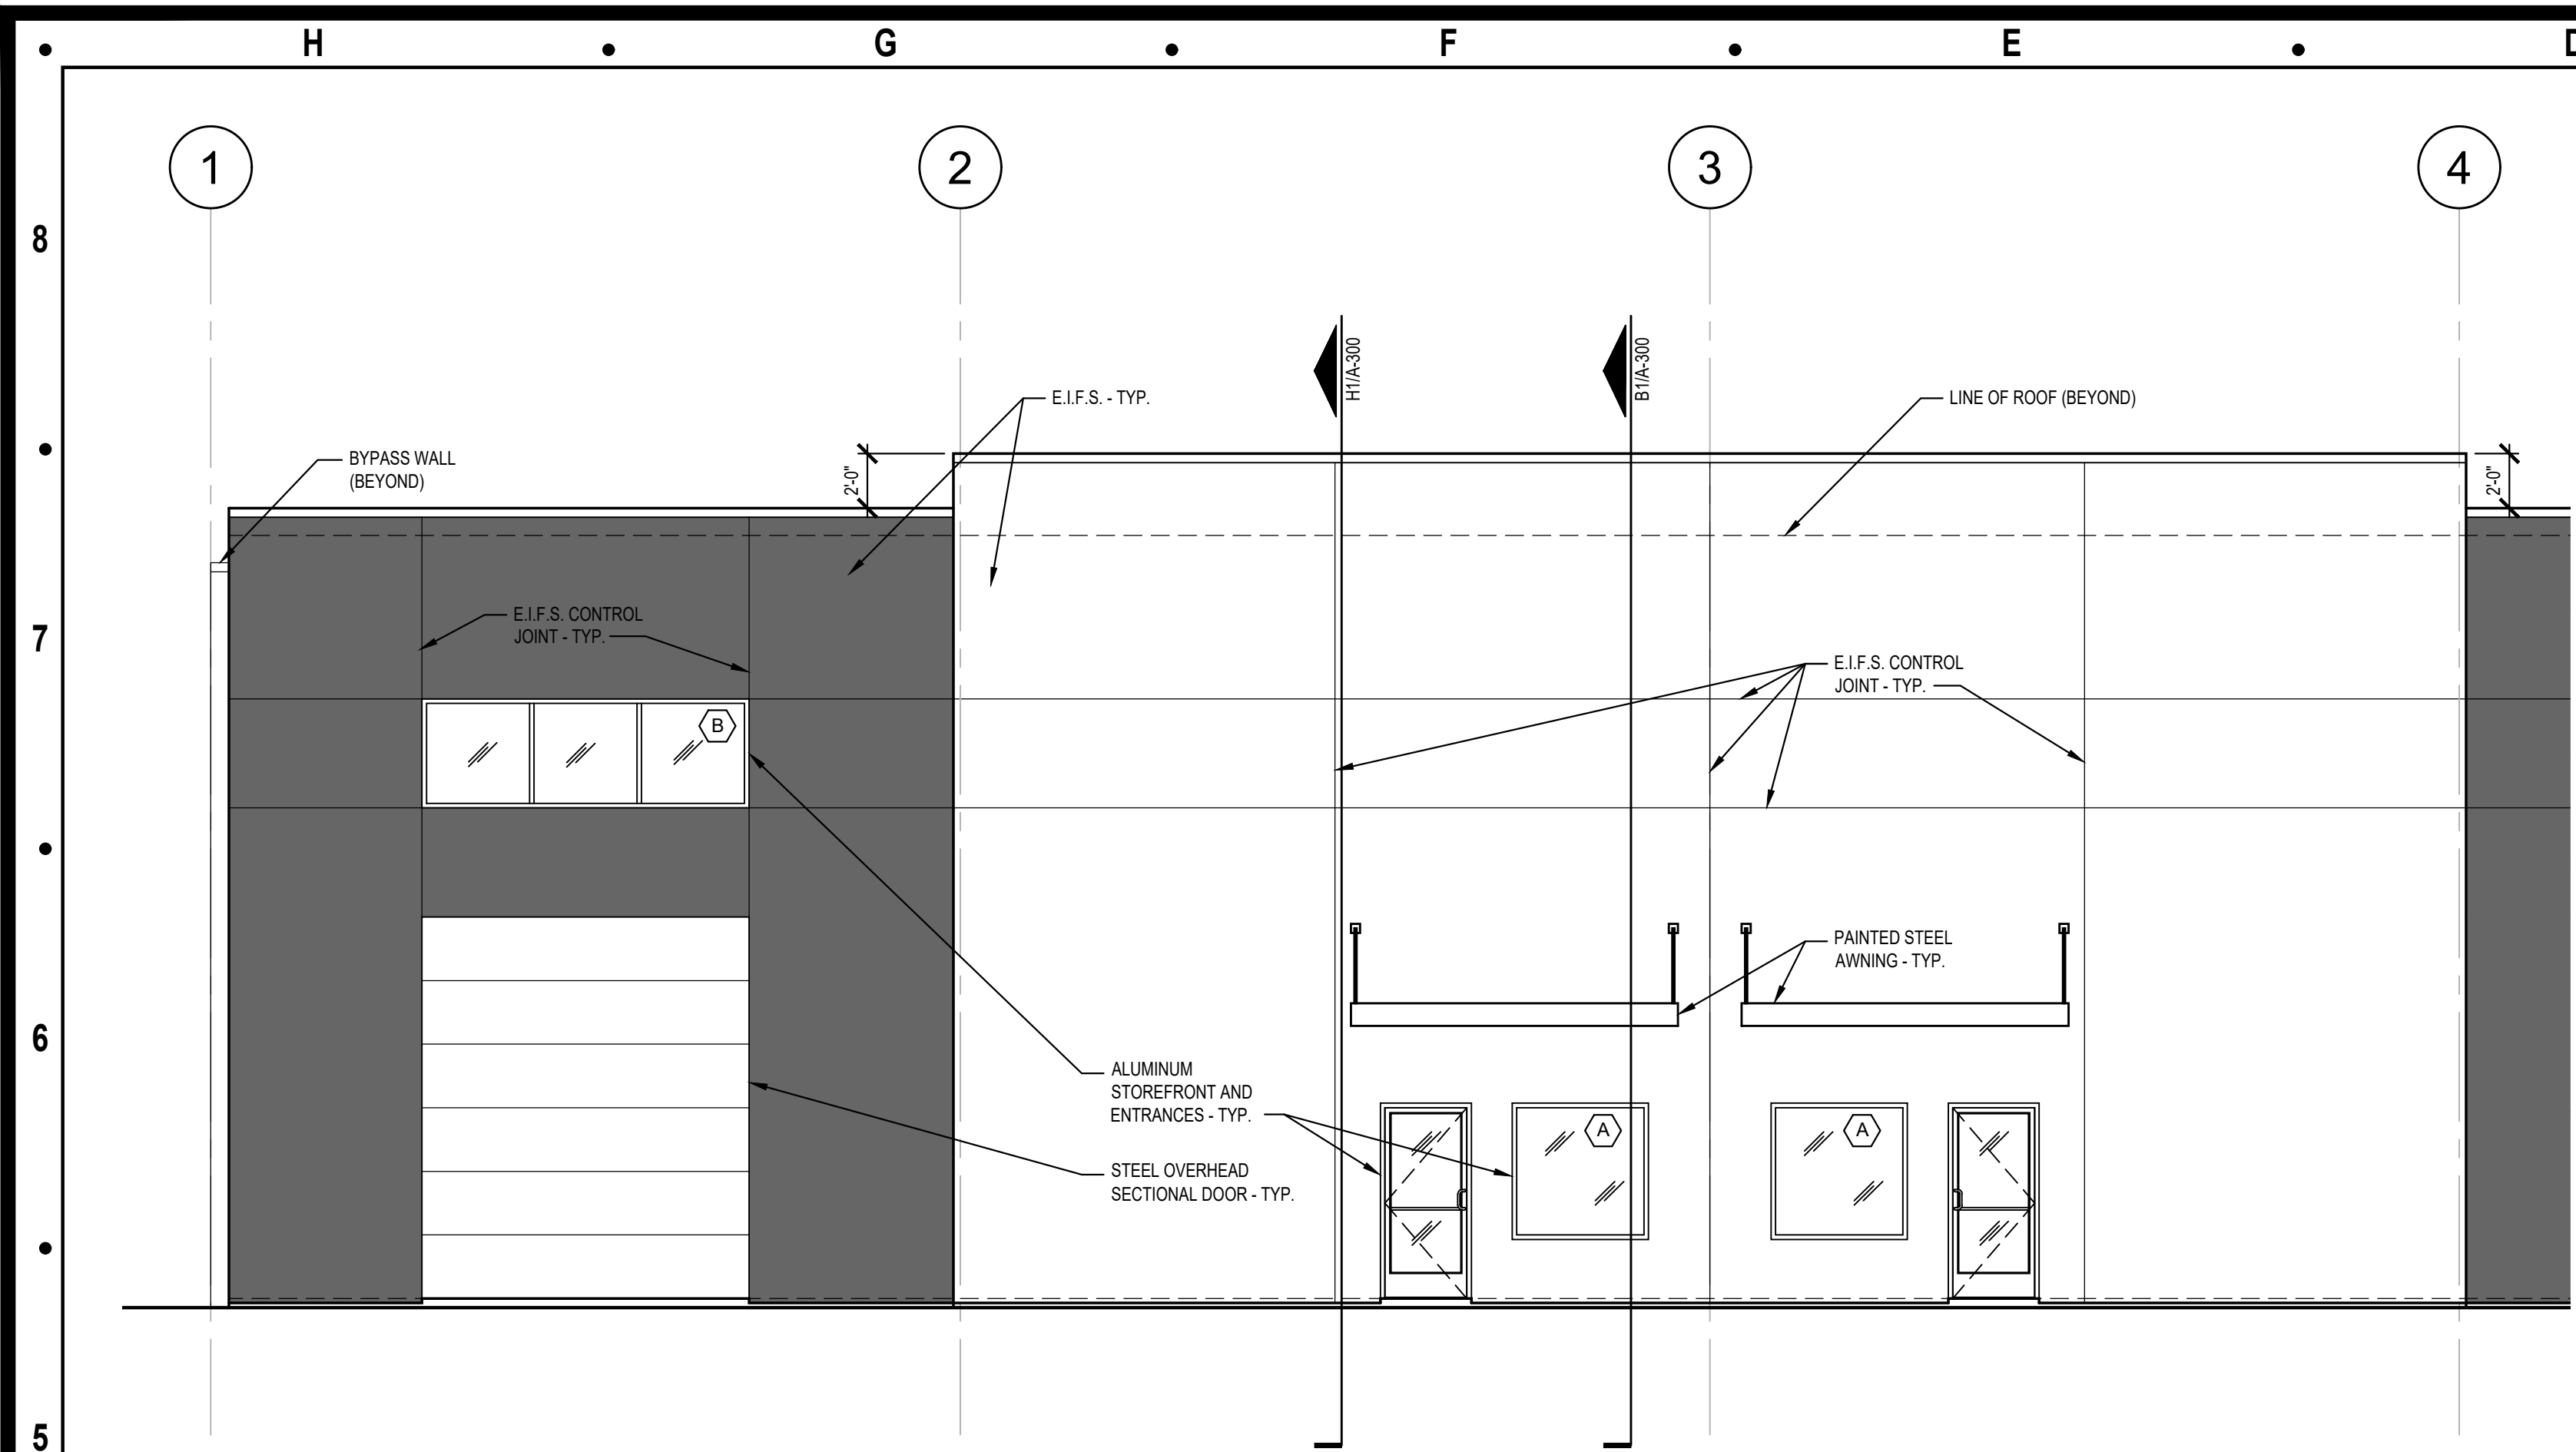 H G F E D
1 2 3 4
8
7
6
5
H1/A-300
B1/A-300
E.I.F.S. - TYP.
LINE OF ROOF (BEYOND)
BYPASS WALL
(BEYOND)
2'-0"
2'-0"
E.I.F.S. CONTROL
JOINT - TYP.
E.I.F.S. CONTROL
JOINT - TYP.
B
PAINTED STEEL
AWNING - TYP.
ALUMINUM
STOREFRONT AND
ENTRANCES - TYP.
A
A
STEEL OVERHEAD
SECTIONAL DOOR - TYP.